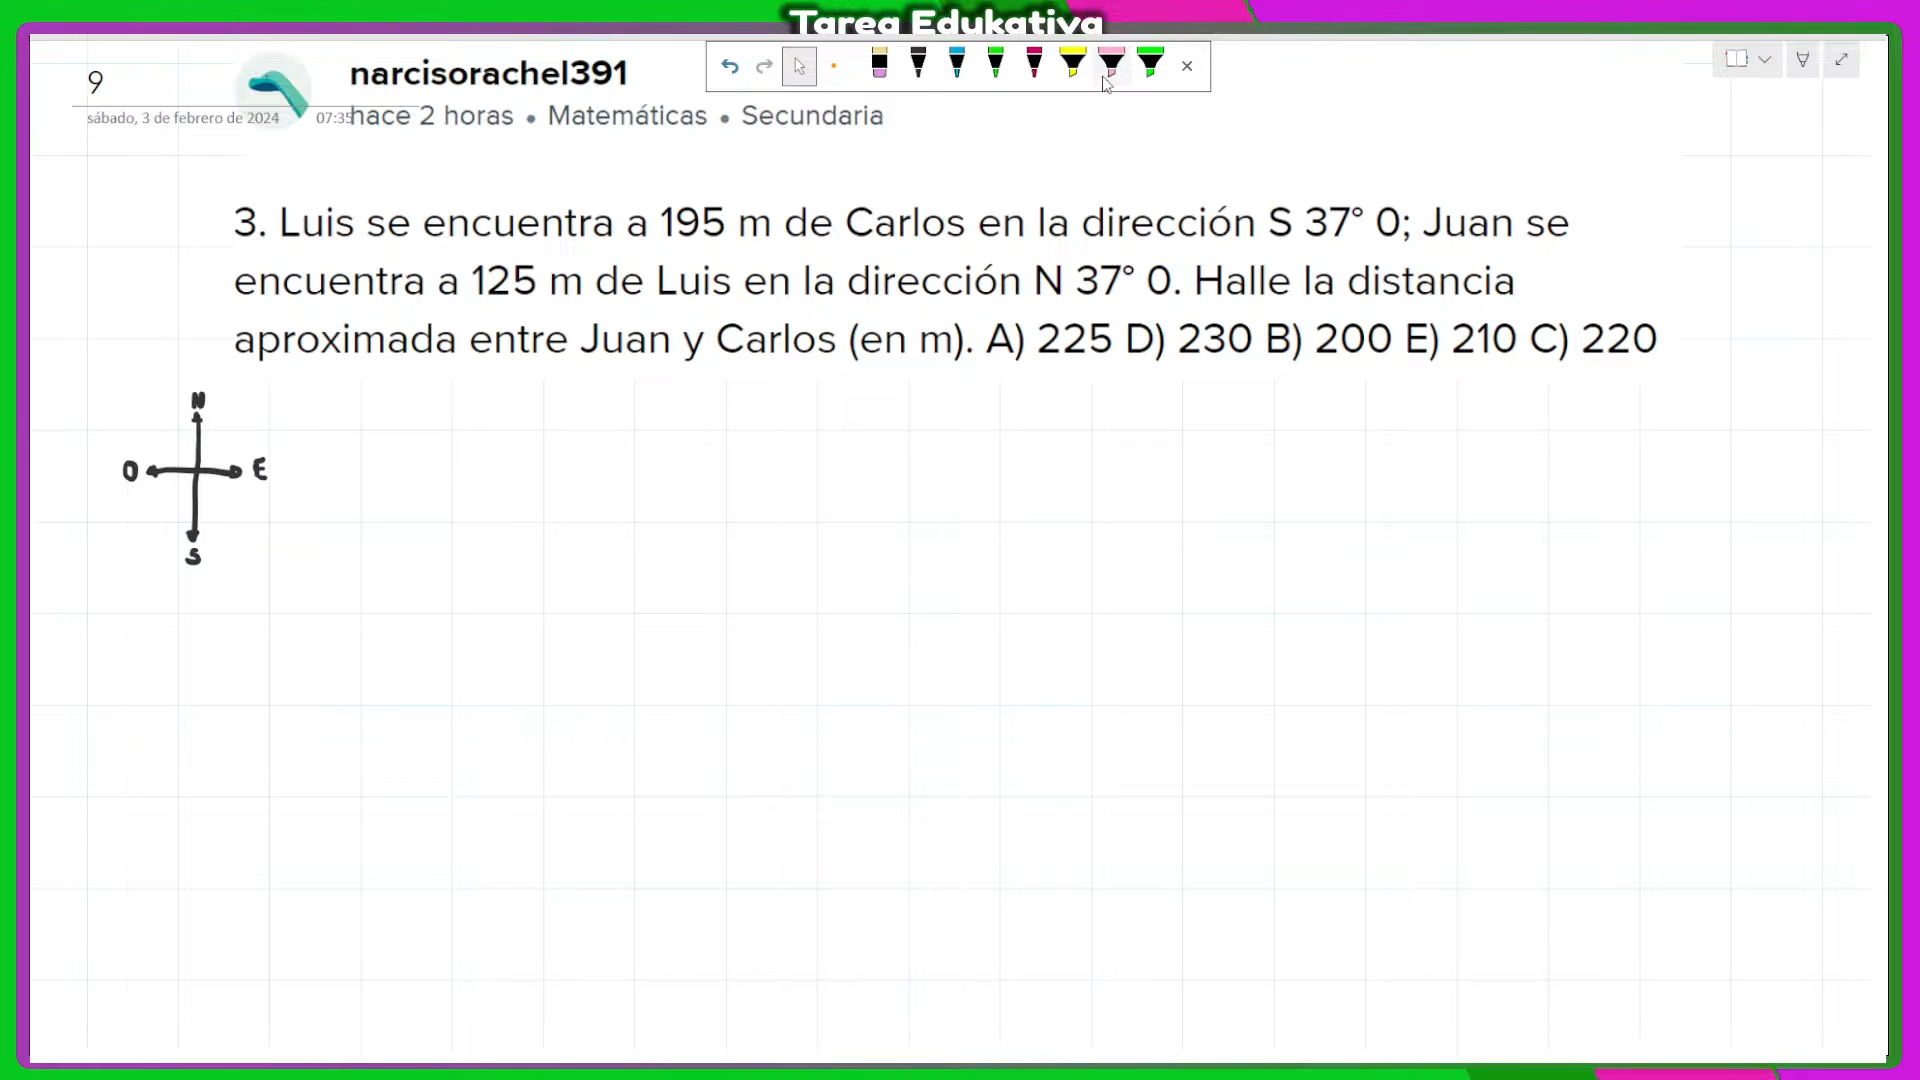 Tarea Edukativa
9
narcisorachel391
sábado, 3 de febrero de 2024 07:35
hace 2 horas • Matemáticas • Secundaria
3. Luis se encuentra a 195 m de Carlos en la dirección S 37° 0; Juan se
encuentra a 125 m de Luis en la dirección N 37° 0. Halle la distancia
aproximada entre Juan y Carlos (en m). A) 225 D) 230 B) 200 E) 210 C) 220
N
O E
S